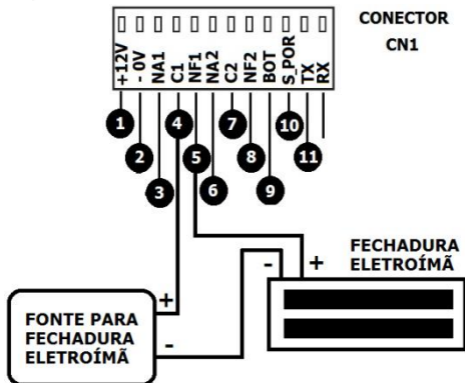 CONECTOR
CN1
+12V
- 0V
NA1
C1
NF1
NA2
C2
NF2
BOT
S_POR
TX
RX
1
4
7
10
2
5
8
11
3
6
9
FECHADURA
ELETROÍMÃ
- +
+
-
FONTE PARA
FECHADURA
ELETROÍMÃ